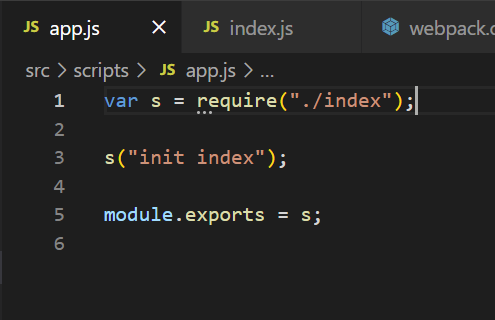 JS app.js × JS index.js webpack.c
src > scripts > JS app.js > ...
1 var s = require("./index");
2
3 s("init index");
4
5 module.exports = s;
6